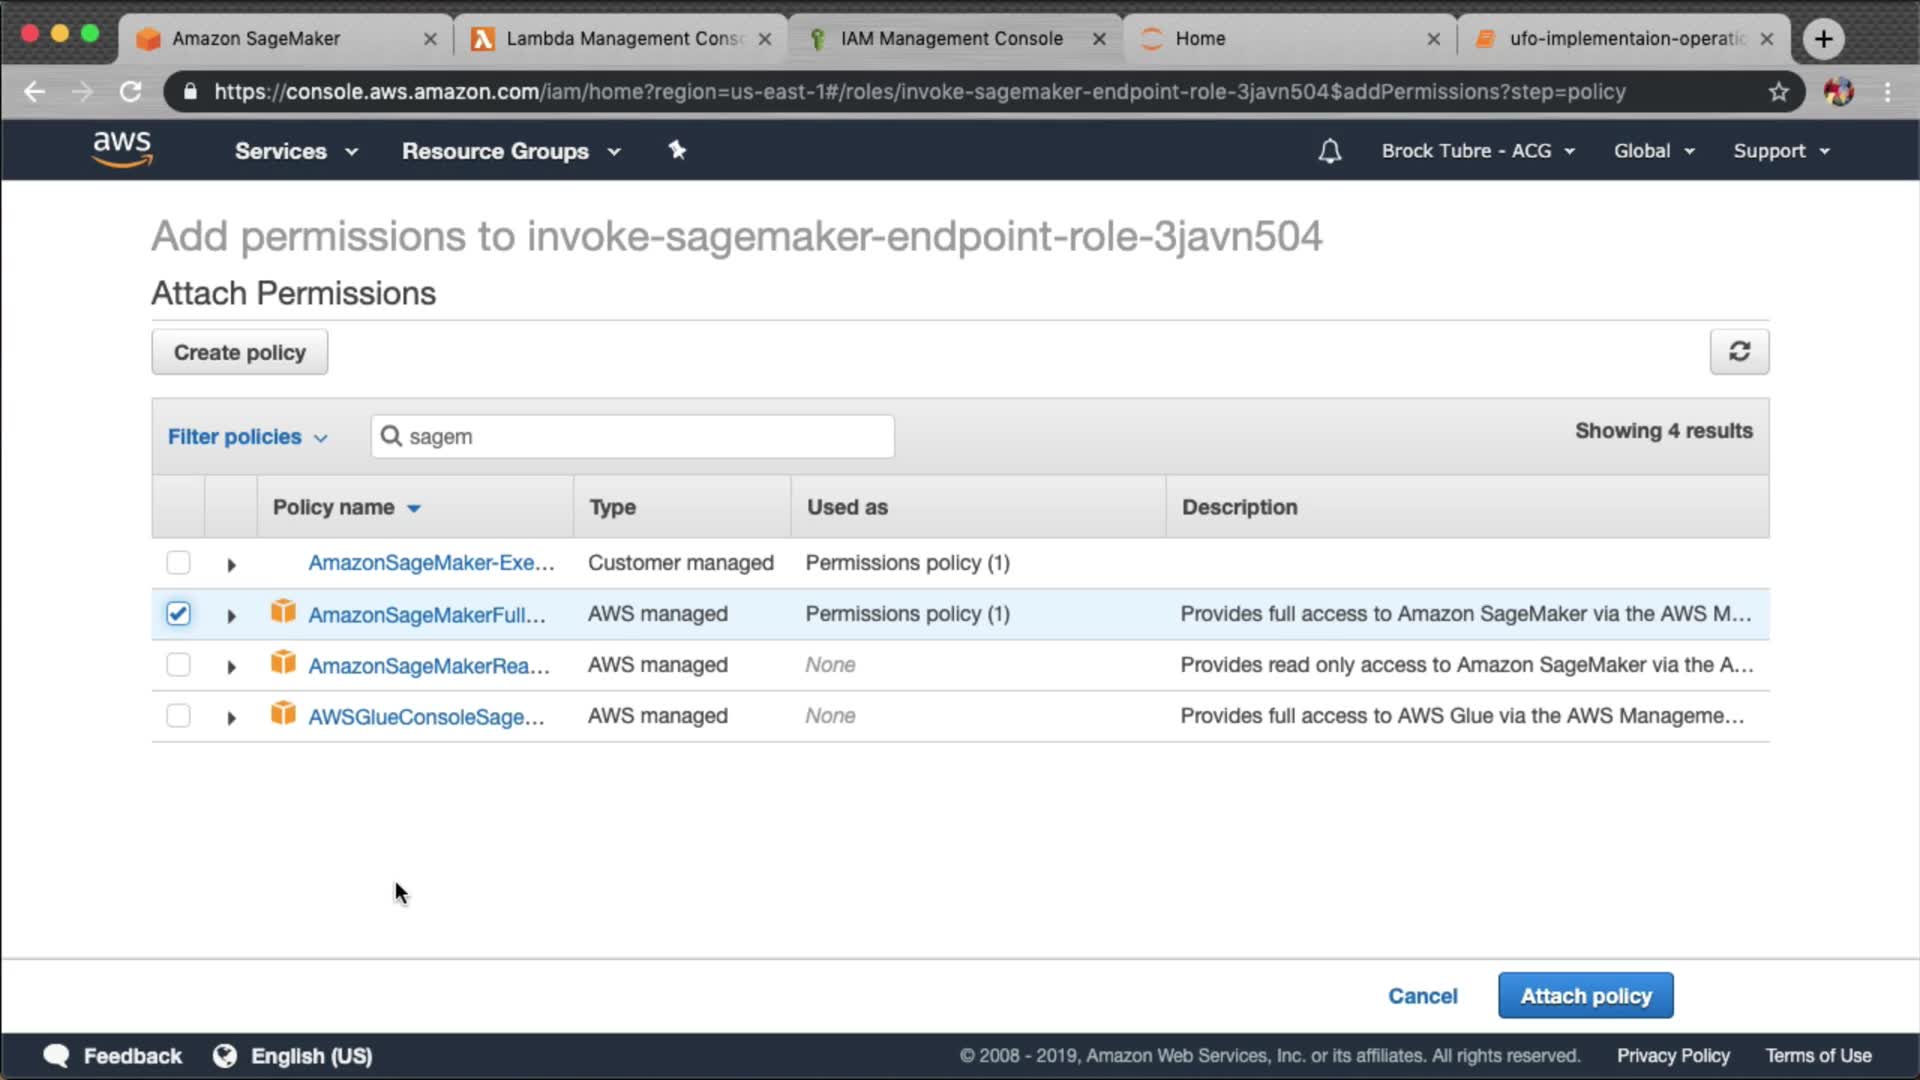 Amazon SageMaker
Lambda Management Conso
IAM Management Console
Home
ufo-implementaion-operatio
https://console.aws.amazon.com/iam/home?region=us-east-1#/roles/invoke-sagemaker-endpoint-role-3javn504$addPermissions?step=policy
aws
Services
Resource Groups
Brock Tubre - ACG
Global
Support
Add permissions to invoke-sagemaker-endpoint-role-3javn504
Attach Permissions
Create policy
Filter policies
sagem
Showing 4 results
Policy name
Type
Used as
Description
AmazonSageMaker-Exe...
Customer managed
Permissions policy (1)
AmazonSageMakerFull...
AWS managed
Permissions policy (1)
Provides full access to Amazon SageMaker via the AWS M...
AmazonSageMakerRea...
AWS managed
None
Provides read only access to Amazon SageMaker via the A...
AWSGlueConsoleSage...
AWS managed
None
Provides full access to AWS Glue via the AWS Manageme...
Cancel
Attach policy
Feedback
English (US)
© 2008 - 2019, Amazon Web Services, Inc. or its affiliates. All rights reserved.
Privacy Policy
Terms of Use